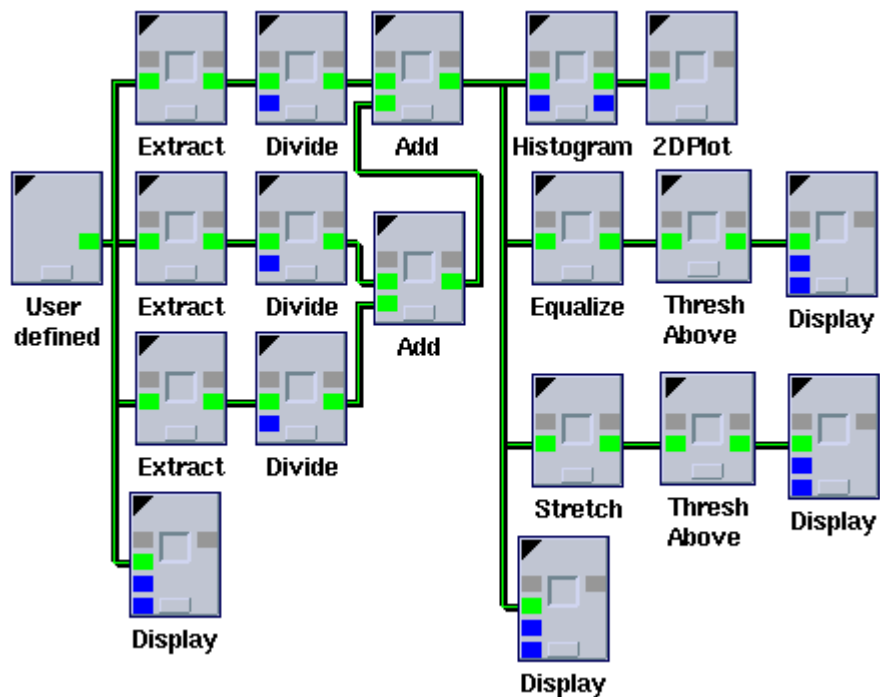 Extract Divide Add Histogram 2DPlot
User
defined
Extract Divide
Add
Equalize Thresh
Above
Display
Extract Divide
Stretch Thresh
Above
Display
Display
Display